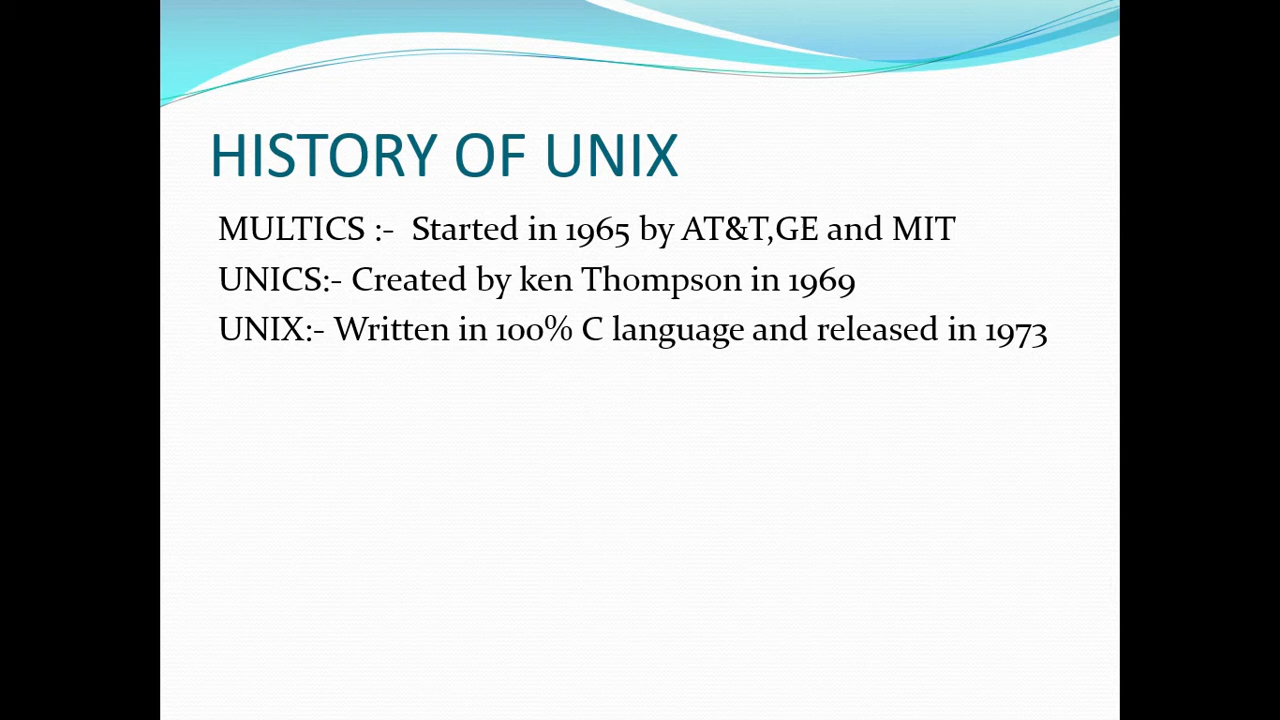 HISTORY OF UNIX
MULTICS :-  Started in 1965 by AT&T,GE and MIT
UNICS:- Created by ken Thompson in 1969
UNIX:- Written in 100% C language and released in 1973